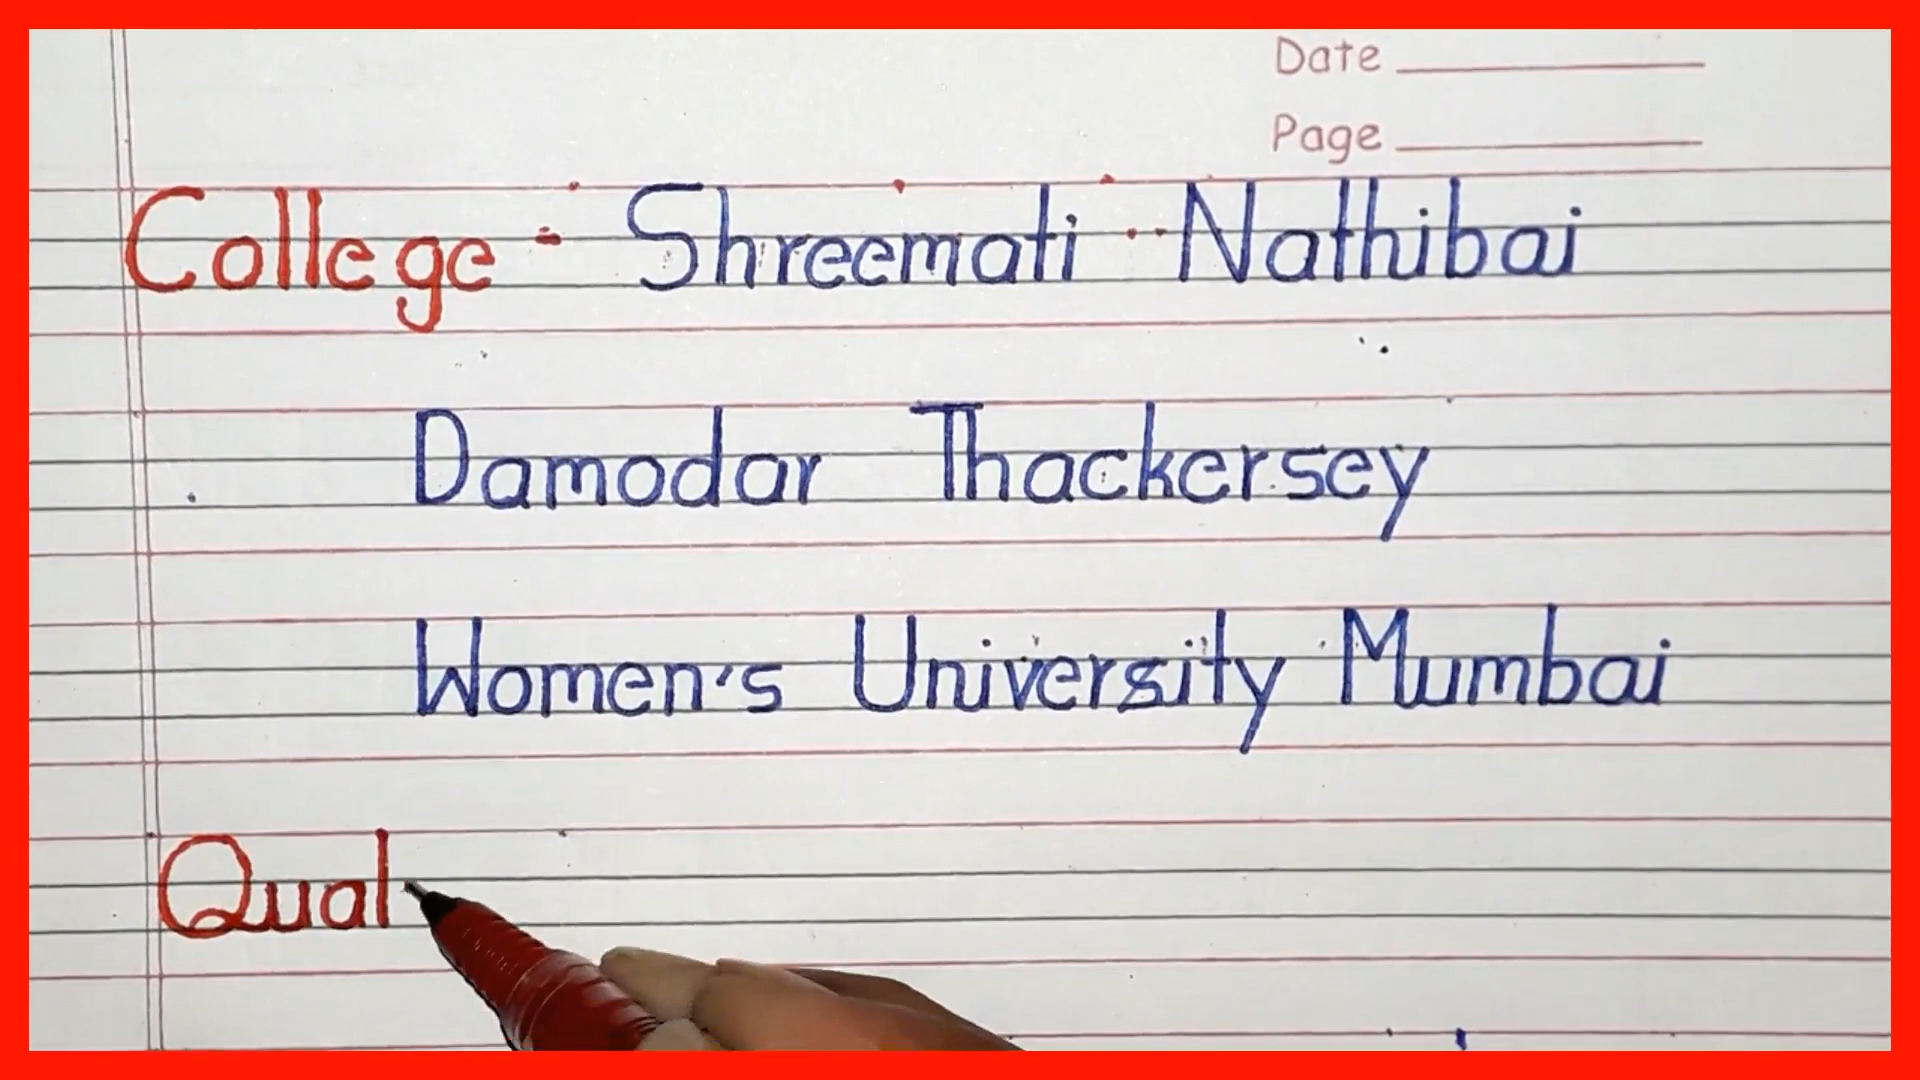 Date
Page
College - Shreemati Nathibai
Damodar Thackersey
Women's University Mumbai
Qual